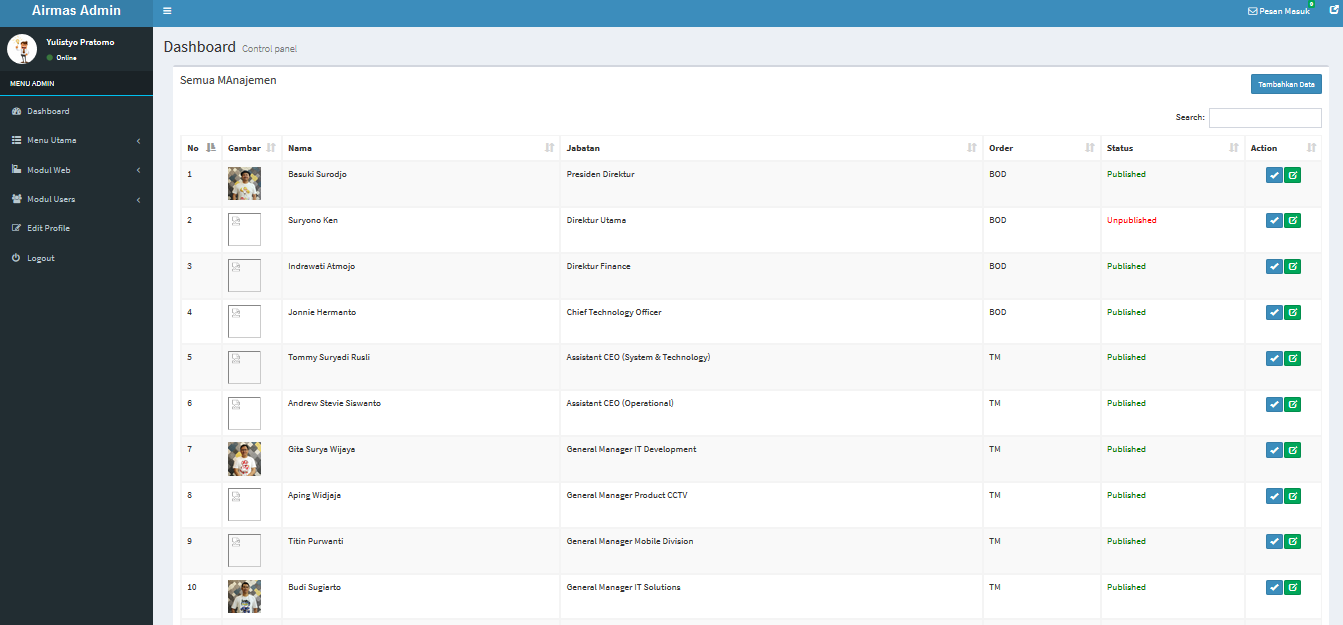 Airmas Admin
Pesan Masuk 0
Yulistyo Pratomo
Online
MENU ADMIN
Dashboard
Menu Utama
Modul Web
Modul Users
Edit Profile
Logout
Dashboard Control panel
Semua MAnajemen
Tambahkan Data
Search:
No Gambar Nama Jabatan Order Status Action
1 Basuki Surodjo Presiden Direktur BOD Published
2 Suryono Ken Direktur Utama BOD Unpublished
3 Indrawati Atmojo Direktur Finance BOD Published
4 Jonnie Hermanto Chief Technology Officer BOD Published
5 Tommy Suryadi Rusli Assistant CEO (System & Technology) TM Published
6 Andrew Stevie Siswanto Assistant CEO (Operational) TM Published
7 Gita Surya Wijaya General Manager IT Development TM Published
8 Aping Widjaja General Manager Product CCTV TM Published
9 Titin Purwanti General Manager Mobile Division TM Published
10 Budi Sugiarto General Manager IT Solutions TM Published